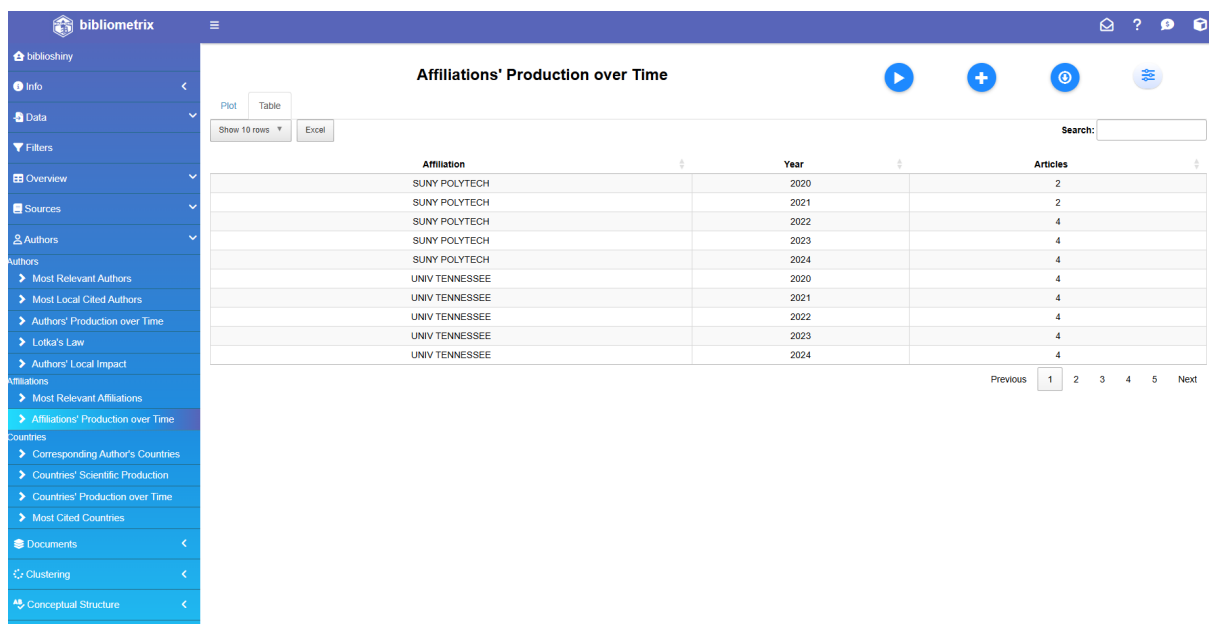 bibliometrix
biblioshiny
Info
Data
Filters
Overview
Sources
Authors
Authors
Most Relevant Authors
Most Local Cited Authors
Authors' Production over Time
Lotka's Law
Authors' Local Impact
Affiliations
Most Relevant Affiliations
Affiliations' Production over Time
Countries
Corresponding Author's Countries
Countries' Scientific Production
Countries' Production over Time
Most Cited Countries
Documents
Clustering
Conceptual Structure
Affiliations' Production over Time
Plot Table
Show 10 rows Excel Search:
Affiliation Year Articles
SUNY POLYTECH 2020 2
SUNY POLYTECH 2021 2
SUNY POLYTECH 2022 4
SUNY POLYTECH 2023 4
SUNY POLYTECH 2024 4
UNIV TENNESSEE 2020 4
UNIV TENNESSEE 2021 4
UNIV TENNESSEE 2022 4
UNIV TENNESSEE 2023 4
UNIV TENNESSEE 2024 4
Previous 1 2 3 4 5 Next